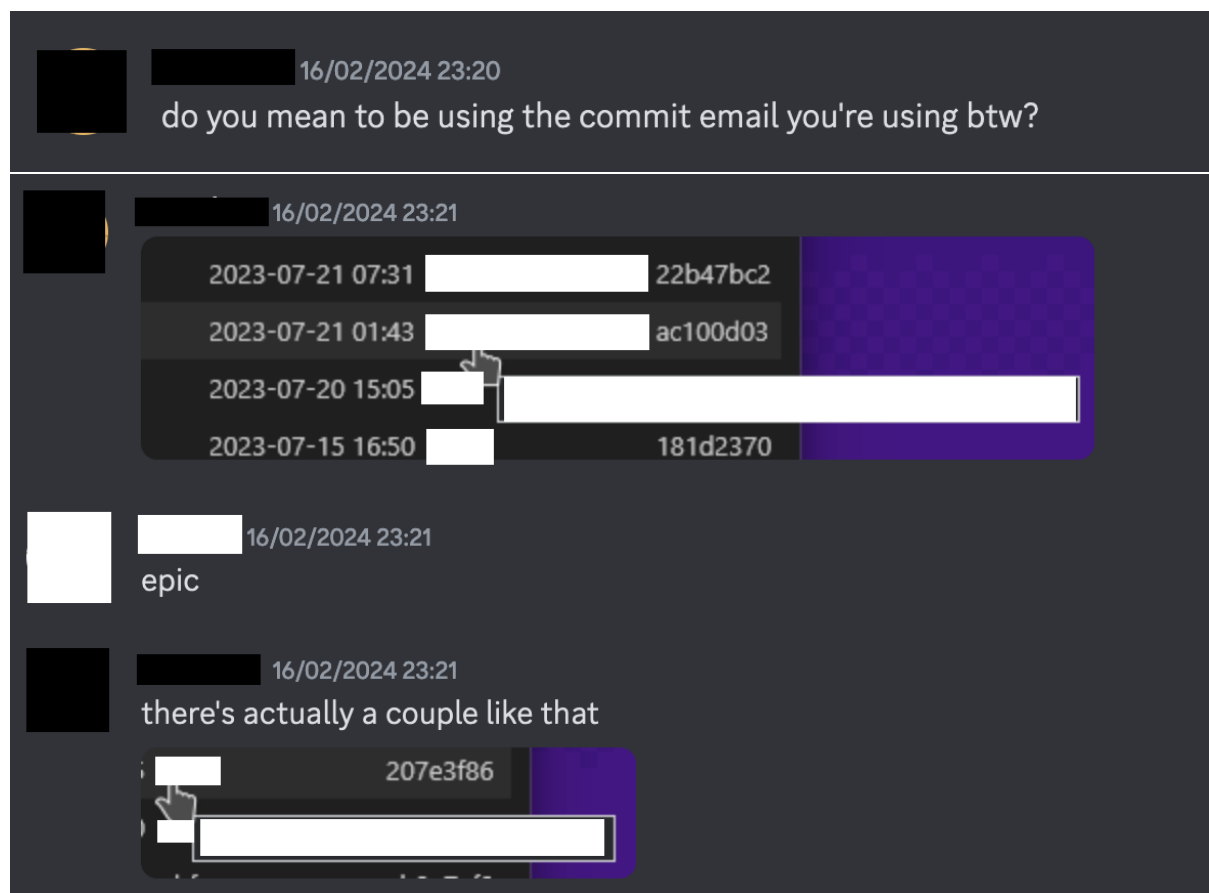 16/02/2024 23:20
do you mean to be using the commit email you're using btw?
16/02/2024 23:21
2023-07-21 07:31 22b47bc2
2023-07-21 01:43 ac100d03
2023-07-20 15:05
2023-07-15 16:50 181d2370
16/02/2024 23:21
epic
16/02/2024 23:21
there's actually a couple like that
207e3f86